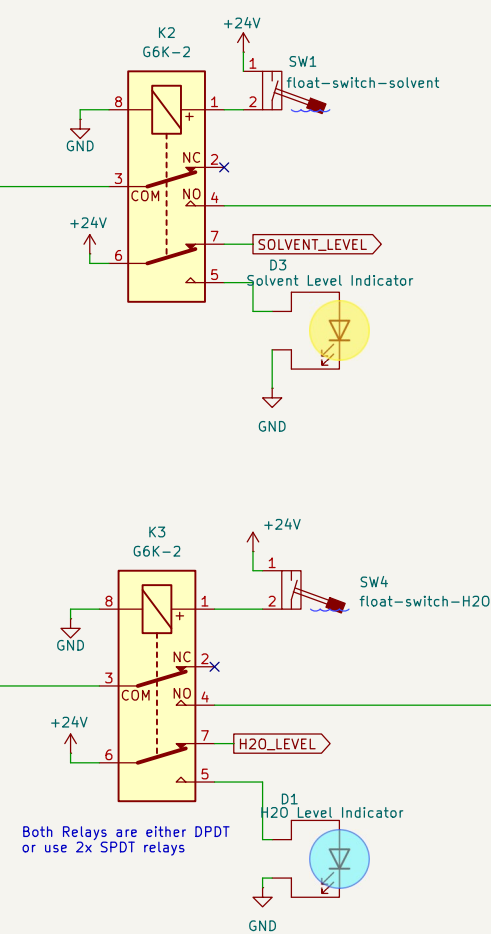 +24V
K2
G6K-2
SW1
float-switch-solvent
1
2
8
1
+
GND
NC
2
3
COM
NO
4
+24V
7
SOLVENT_LEVEL
6
D3
5
Solvent Level Indicator
GND
+24V
K3
G6K-2
1
SW4
float-switch-H2O
2
8
1
+
GND
NC
2
3
COM
NO
4
+24V
7
H2O_LEVEL
6
5
D1
H2O Level Indicator
Both Relays are either DPDT
or use 2x SPDT relays
GND